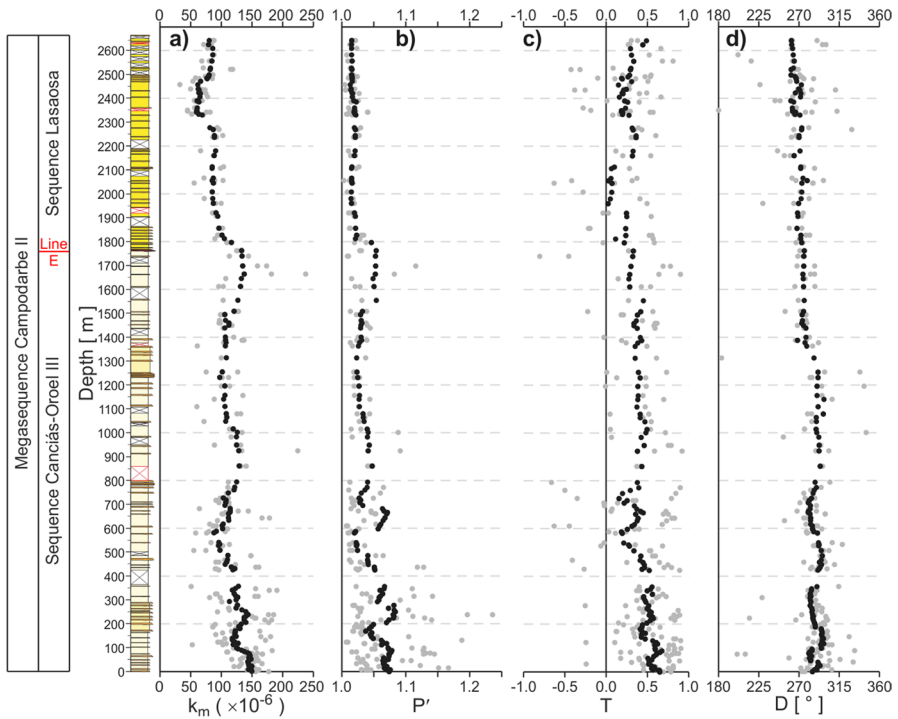 0 50 100 150 200 250
1.0 1.1 1.2
-1.0 -0.5 0 0.5 1.0
180 225 270 315 360
a)
b)
c)
d)
Megasequence Campodarbe II
Sequence Lasaosa
Line
E
Sequence Canciás-Oroel III
Depth [ m ]
2600
2500
2400
2300
2200
2100
2000
1900
1800
1700
1600
1500
1400
1300
1200
1100
1000
900
800
700
600
500
400
300
200
100
0
0 50 100 150 200 250
1.0 1.1 1.2
-1.0 -0.5 0.0 0.5 1.0
180 225 270 315 360
km ( ×10-6)
P'
T
D [ ° ]